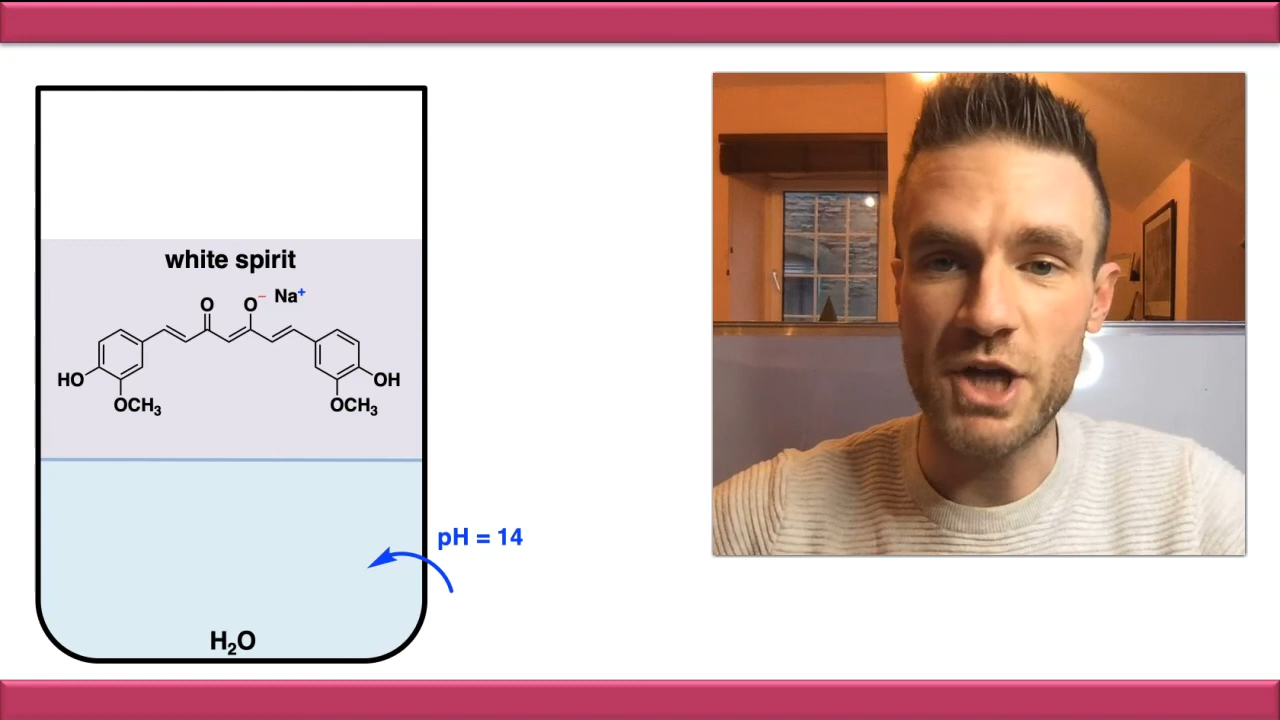 white spirit
O O⁻ Na⁺
HO OH
OCH₃ OCH₃
pH = 14
H₂O